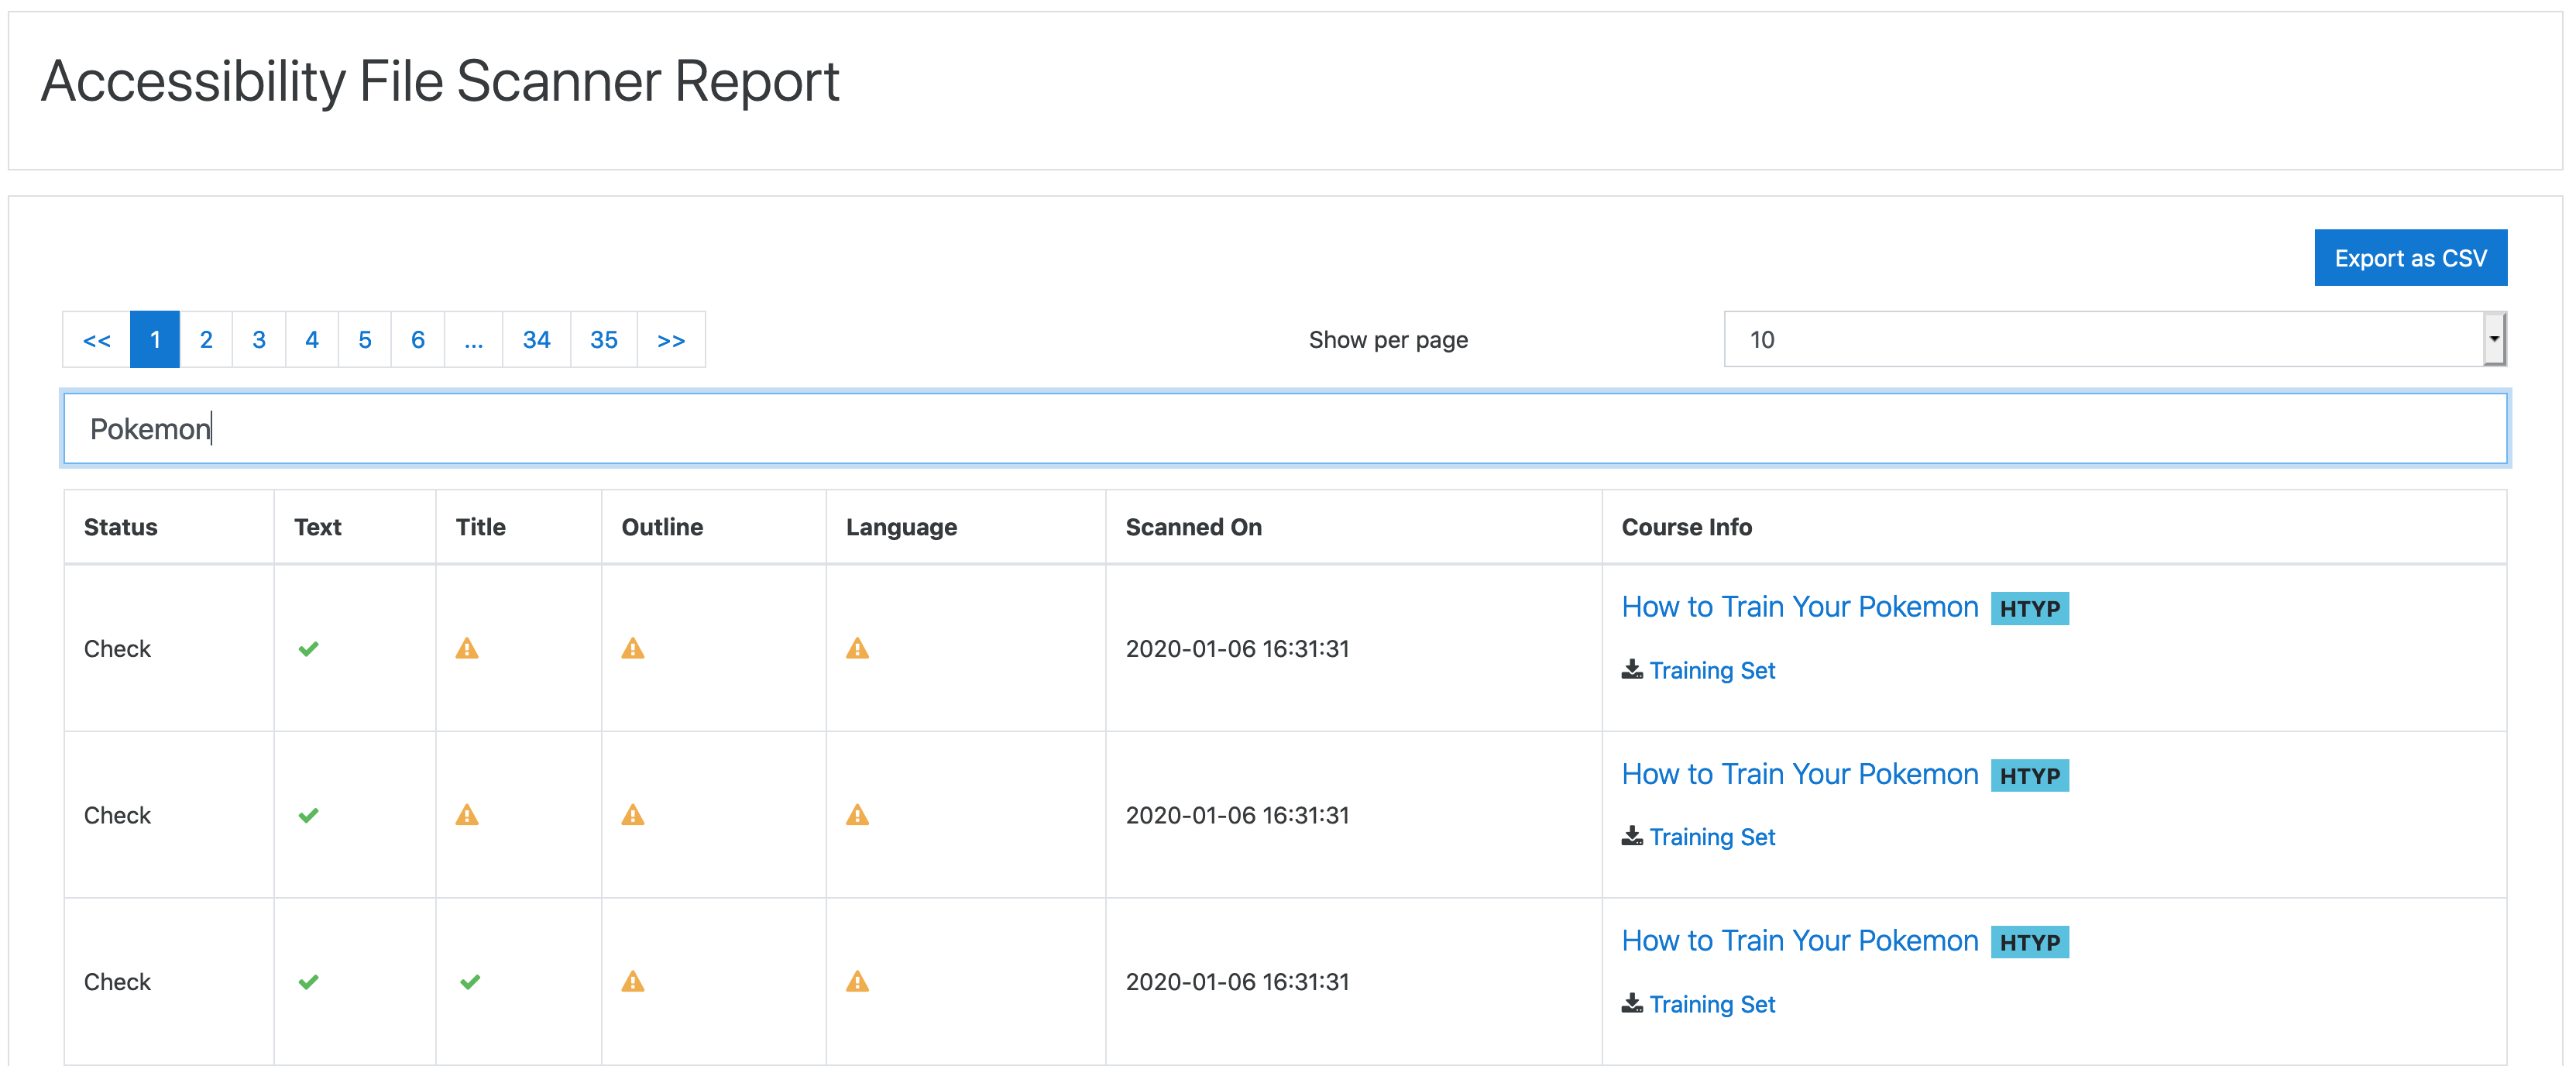 Accessibility File Scanner Report
Export as CSV
<< 1 2 3 4 5 6 ... 34 35 >> Show per page 10
Pokemon
Status Text Title Outline Language Scanned On Course Info
How to Train Your Pokemon HTYP
Check 2020-01-06 16:31:31
Training Set
How to Train Your Pokemon HTYP
Check 2020-01-06 16:31:31
Training Set
How to Train Your Pokemon HTYP
Check 2020-01-06 16:31:31
Training Set